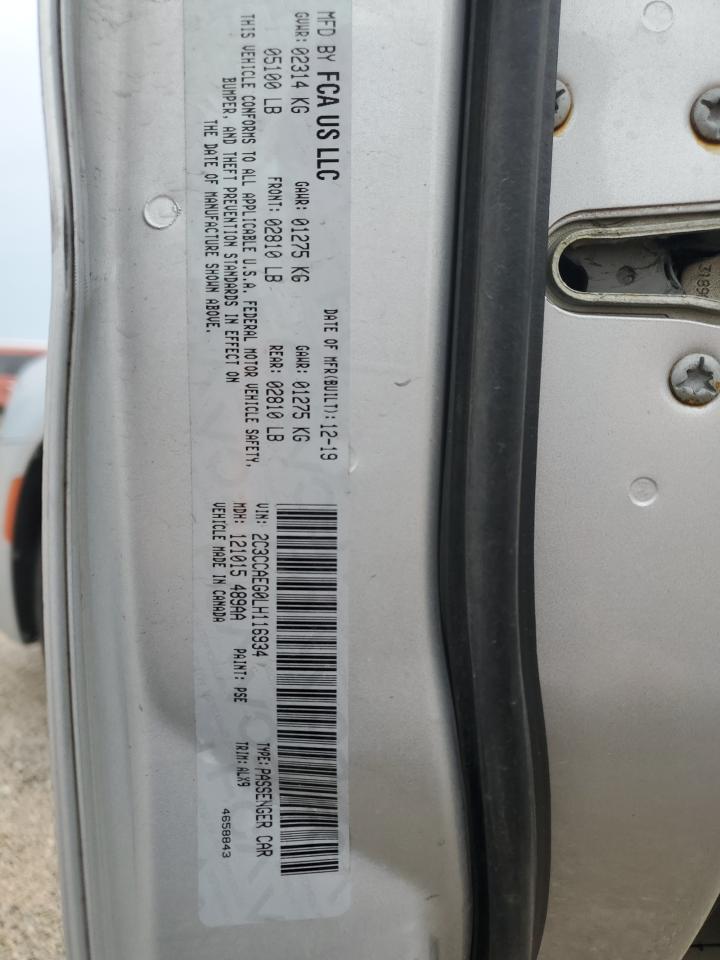 MFD BY FCA US LLC
DATE OF MFR(BUILT): 12-19
GVWR: 02314 KG
GAWR: 01275 KG
GAWR: 01275 KG
05100 LB
FRONT: 02810 LB
REAR: 02810 LB
THIS VEHICLE CONFORMS TO ALL APPLICABLE U.S.A. FEDERAL MOTOR VEHICLE SAFETY,
BUMPER, AND THEFT PREVENTION STANDARDS IN EFFECT ON
THE DATE OF MANUFACTURE SHOWN ABOVE.
VIN: 2C3CCAEG0LH116934
TYPE: PASSENGER CAR
MDH: 121015 489AA
PAINT: PSE
TRIM: ALX9
VEHICLE MADE IN CANADA
4658843